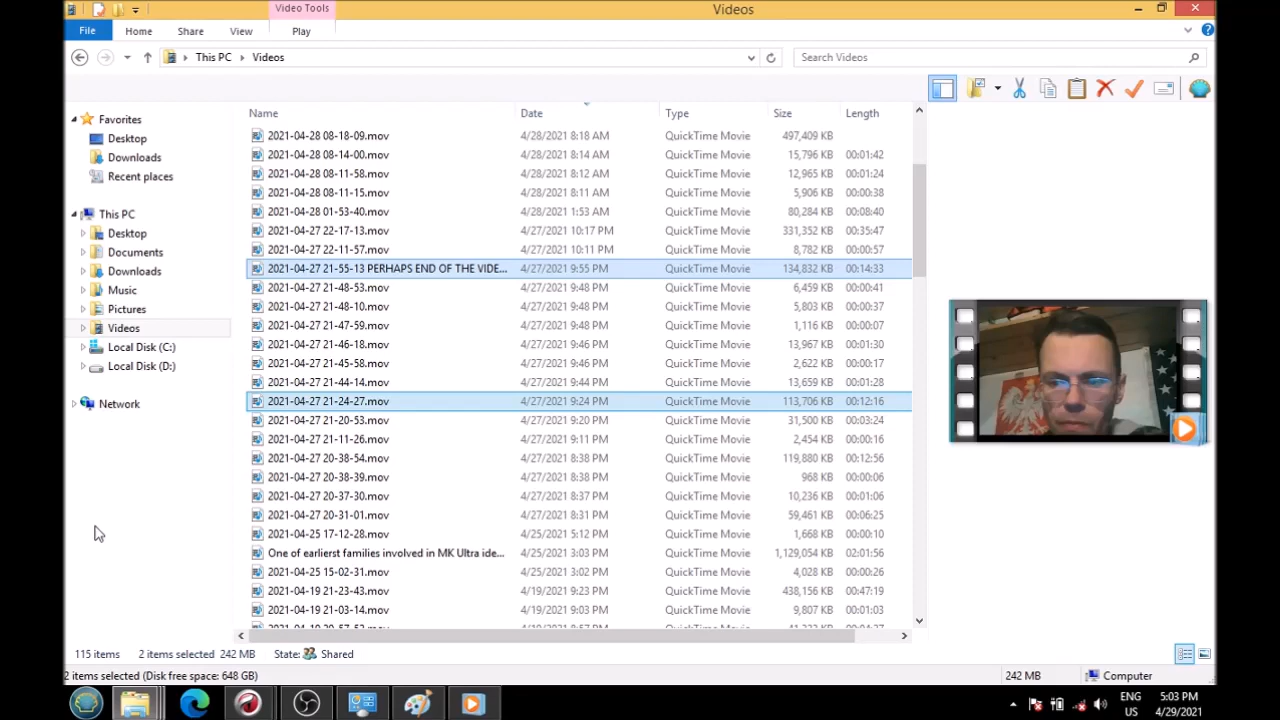 Video Tools
Videos
File Home Share View Play
This PC Videos Search Videos
Name Date Type Size Length
Favorites
Desktop
Downloads
Recent places
This PC
Desktop
Documents
Downloads
Music
Pictures
Videos
Local Disk (C:)
Local Disk (D:)
Network
2021-04-28 08-18-09.mov 4/28/2021 8:18 AM QuickTime Movie 497,409 KB
2021-04-28 08-14-00.mov 4/28/2021 8:14 AM QuickTime Movie 15,796 KB 00:01:42
2021-04-28 08-11-58.mov 4/28/2021 8:12 AM QuickTime Movie 12,965 KB 00:01:24
2021-04-28 08-11-15.mov 4/28/2021 8:11 AM QuickTime Movie 5,906 KB 00:00:38
2021-04-28 01-53-40.mov 4/28/2021 1:53 AM QuickTime Movie 80,284 KB 00:08:40
2021-04-27 22-17-13.mov 4/27/2021 10:17 PM QuickTime Movie 331,352 KB 00:35:47
2021-04-27 22-11-57.mov 4/27/2021 10:11 PM QuickTime Movie 8,782 KB 00:00:57
2021-04-27 21-55-13 PERHAPS END OF THE VIDE... 4/27/2021 9:55 PM QuickTime Movie 134,832 KB 00:14:33
2021-04-27 21-48-53.mov 4/27/2021 9:48 PM QuickTime Movie 6,459 KB 00:00:41
2021-04-27 21-48-10.mov 4/27/2021 9:48 PM QuickTime Movie 5,803 KB 00:00:37
2021-04-27 21-47-59.mov 4/27/2021 9:48 PM QuickTime Movie 1,116 KB 00:00:07
2021-04-27 21-46-18.mov 4/27/2021 9:46 PM QuickTime Movie 13,967 KB 00:01:30
2021-04-27 21-45-58.mov 4/27/2021 9:46 PM QuickTime Movie 2,622 KB 00:00:17
2021-04-27 21-44-14.mov 4/27/2021 9:44 PM QuickTime Movie 13,659 KB 00:01:28
2021-04-27 21-24-27.mov 4/27/2021 9:24 PM QuickTime Movie 113,706 KB 00:12:16
2021-04-27 21-20-53.mov 4/27/2021 9:20 PM QuickTime Movie 31,500 KB 00:03:24
2021-04-27 21-11-26.mov 4/27/2021 9:11 PM QuickTime Movie 2,454 KB 00:00:16
2021-04-27 20-38-54.mov 4/27/2021 8:38 PM QuickTime Movie 119,880 KB 00:12:56
2021-04-27 20-38-39.mov 4/27/2021 8:38 PM QuickTime Movie 968 KB 00:00:06
2021-04-27 20-37-30.mov 4/27/2021 8:37 PM QuickTime Movie 10,236 KB 00:01:06
2021-04-27 20-31-01.mov 4/27/2021 8:31 PM QuickTime Movie 59,461 KB 00:06:25
2021-04-25 17-12-28.mov 4/25/2021 5:12 PM QuickTime Movie 1,668 KB 00:00:10
One of earlierst families involved in MK Ultra ide... 4/25/2021 3:03 PM QuickTime Movie 1,129,054 KB 02:01:56
2021-04-25 15-02-31.mov 4/25/2021 3:02 PM QuickTime Movie 4,028 KB 00:00:26
2021-04-19 21-23-43.mov 4/19/2021 9:23 PM QuickTime Movie 438,156 KB 00:47:19
2021-04-19 21-03-14.mov 4/19/2021 9:03 PM QuickTime Movie 9,807 KB 00:01:03
115 items 2 items selected 242 MB State: Shared
2 items selected (Disk free space: 648 GB) 242 MB Computer
ENG 5:03 PM
US 4/29/2021